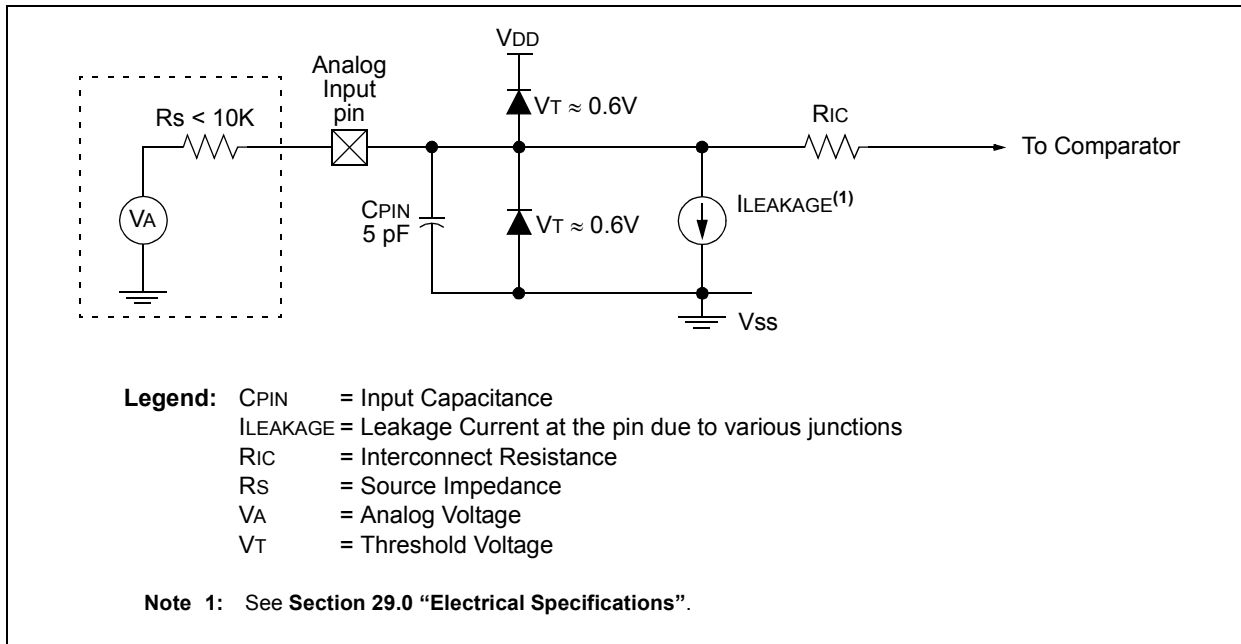 VDD
Analog
Input
pin
Rs < 10K
VT ≈ 0.6V
RIC
To Comparator
VA
CPIN
5 pF
VT ≈ 0.6V
ILEAKAGE(1)
Vss
Legend: CPIN = Input Capacitance
ILEAKAGE = Leakage Current at the pin due to various junctions
RIC = Interconnect Resistance
RS = Source Impedance
VA = Analog Voltage
VT = Threshold Voltage
Note 1: See Section 29.0 “Electrical Specifications”.